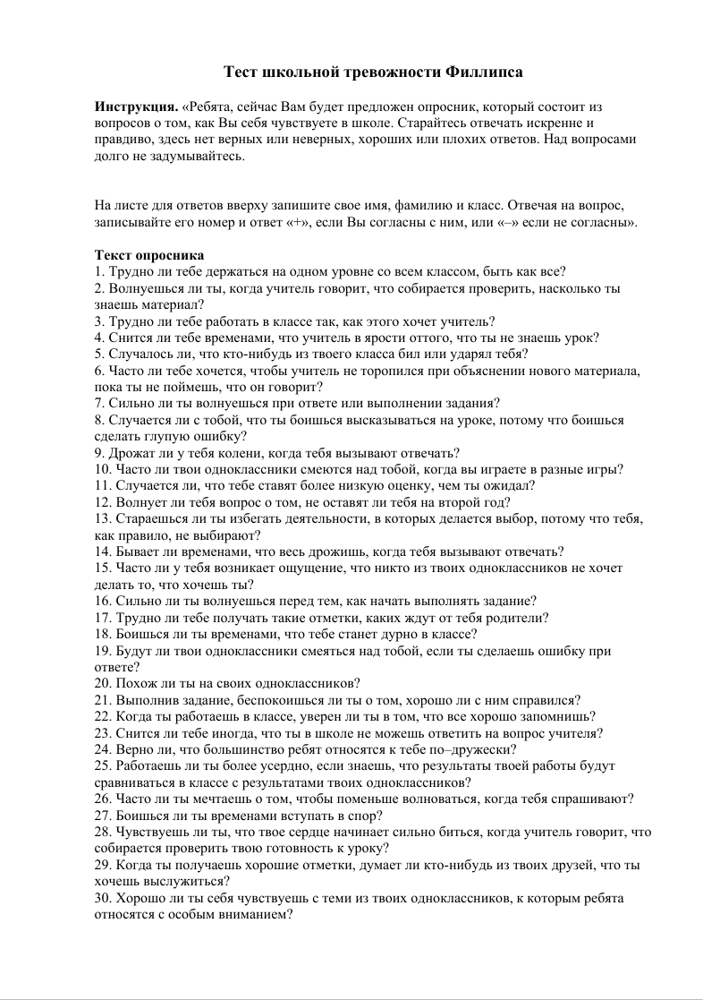 Тест школьной тревожности Филлипса
Инструкция. «Ребята, сейчас Вам будет предложен опросник, который состоит из
вопросов о том, как Вы себя чувствуете в школе. Старайтесь отвечать искренне и
правдиво, здесь нет верных или неверных, хороших или плохих ответов. Над вопросами
долго не задумывайтесь.
На листе для ответов вверху запишите свое имя, фамилию и класс. Отвечая на вопрос,
записывайте его номер и ответ «+», если Вы согласны с ним, или «–» если не согласны».
Текст опросника
1. Трудно ли тебе держаться на одном уровне со всем классом, быть как все?
2. Волнуешься ли ты, когда учитель говорит, что собирается проверить, насколько ты
знаешь материал?
3. Трудно ли тебе работать в классе так, как этого хочет учитель?
4. Снится ли тебе временами, что учитель в ярости оттого, что ты не знаешь урок?
5. Случалось ли, что кто-нибудь из твоего класса бил или ударял тебя?
6. Часто ли тебе хочется, чтобы учитель не торопился при объяснении нового материала,
пока ты не поймешь, что он говорит?
7. Сильно ли ты волнуешься при ответе или выполнении задания?
8. Случается ли с тобой, что ты боишься высказываться на уроке, потому что боишься
сделать глупую ошибку?
9. Дрожат ли у тебя колени, когда тебя вызывают отвечать?
10. Часто ли твои одноклассники смеются над тобой, когда вы играете в разные игры?
11. Случается ли, что тебе ставят более низкую оценку, чем ты ожидал?
12. Волнует ли тебя вопрос о том, не оставят ли тебя на второй год?
13. Стараешься ли ты избегать деятельности, в которых делается выбор, потому что тебя,
как правило, не выбирают?
14. Бывает ли временами, что весь дрожишь, когда тебя вызывают отвечать?
15. Часто ли у тебя возникает ощущение, что никто из твоих одноклассников не хочет
делать то, что хочешь ты?
16. Сильно ли ты волнуешься перед тем, как начать выполнять задание?
17. Трудно ли тебе получать такие отметки, каких ждут от тебя родители?
18. Боишься ли ты временами, что тебе станет дурно в классе?
19. Будут ли твои одноклассники смеяться над тобой, если ты сделаешь ошибку при
ответе?
20. Похож ли ты на своих одноклассников?
21. Выполнив задание, беспокоишься ли ты о том, хорошо ли с ним справился?
22. Когда ты работаешь в классе, уверен ли ты в том, что все хорошо запомнишь?
23. Снится ли тебе иногда, что ты в школе не можешь ответить на вопрос учителя?
24. Верно ли, что большинство ребят относятся к тебе по–дружески?
25. Работаешь ли ты более усердно, если знаешь, что результаты твоей работы будут
сравниваться в классе с результатами твоих одноклассников?
26. Часто ли ты мечтаешь о том, чтобы поменьше волноваться, когда тебя спрашивают?
27. Боишься ли ты временами вступать в спор?
28. Чувствуешь ли ты, что твое сердце начинает сильно биться, когда учитель говорит, что
собирается проверить твою готовность к уроку?
29. Когда ты получаешь хорошие отметки, думает ли кто-нибудь из твоих друзей, что ты
хочешь выслужиться?
30. Хорошо ли ты себя чувствуешь с теми из твоих одноклассников, к которым ребята
относятся с особым вниманием?